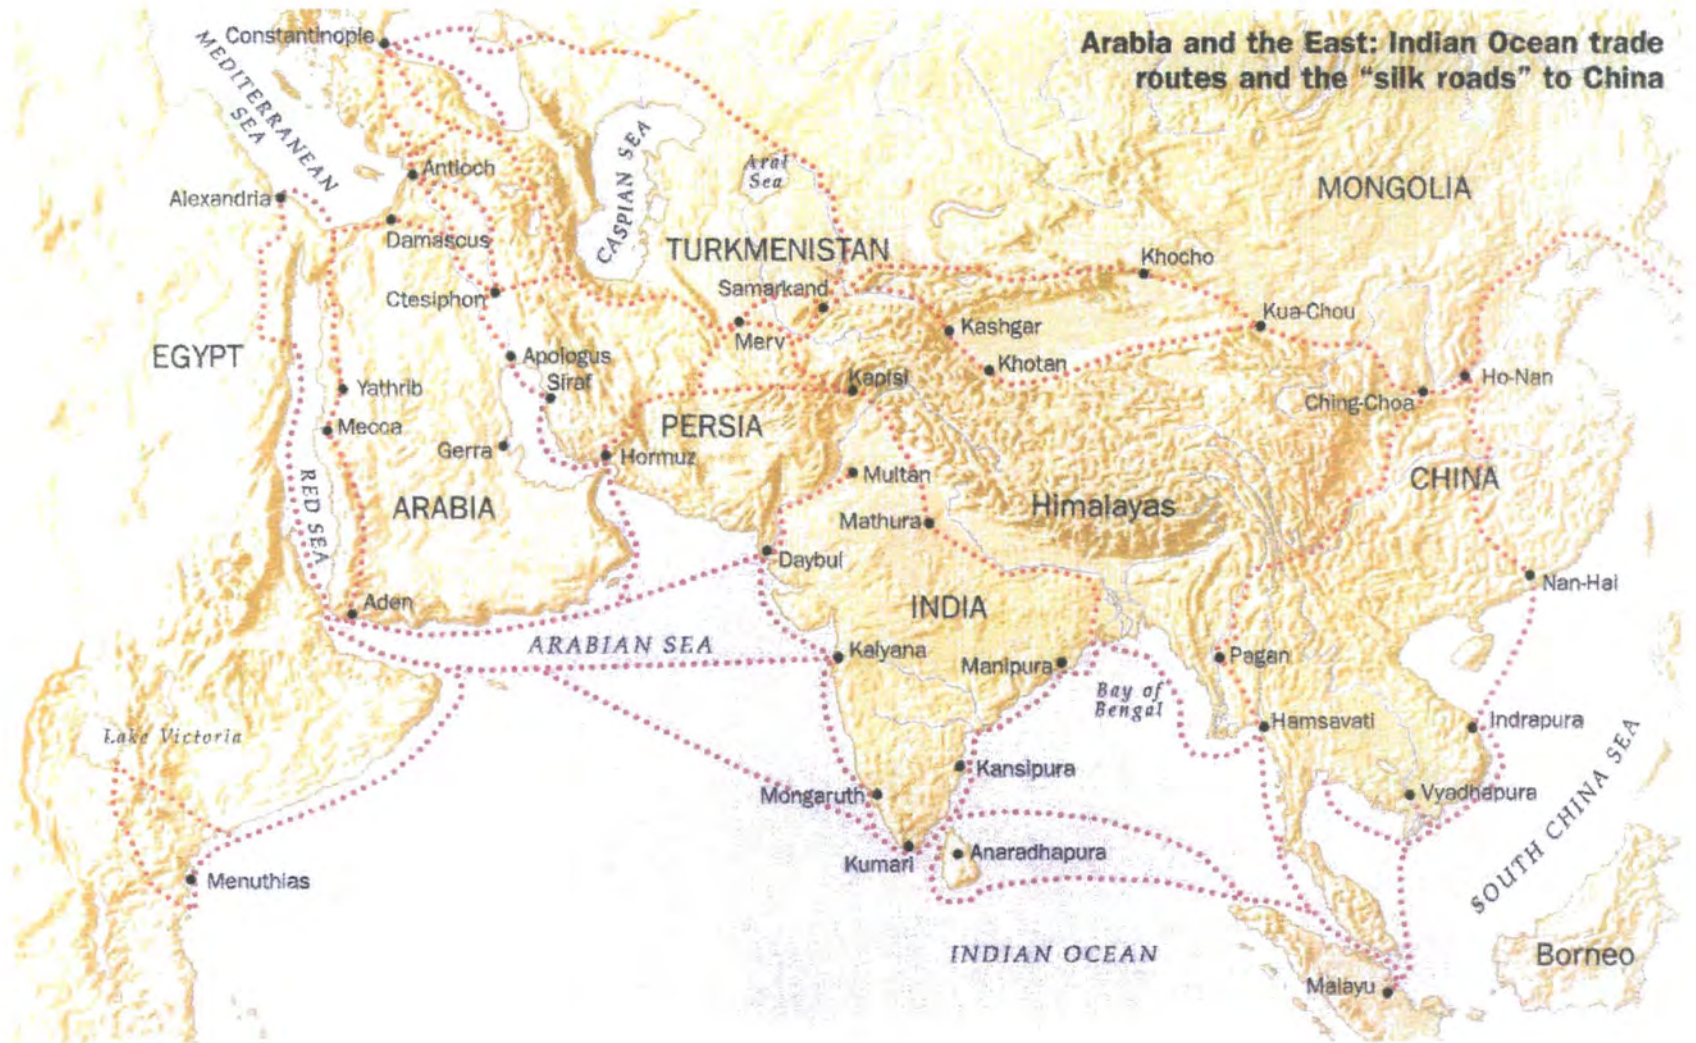 Arabia and the East: Indian Ocean trade
routes and the “silk roads” to China
Constantinople
MEDITERRANEAN
SEA
Antioch
Alexandria
Damascus
CASPIAN SEA
Aral
Sea
MONGOLIA
TURKMENISTAN
Khocho
Ctesiphon
Samarkand
Kua-Chou
Merv
Kashgar
EGYPT
Apologus
Khotan
Siraf
Kapisi
Ho-Nan
Yathrib
Ching-Choa
Mecca
PERSIA
Gerra
Hormuz
Multan
CHINA
RED SEA
ARABIA
Mathura
Himalayas
Daybul
Nan-Hai
Aden
INDIA
ARABIAN SEA
Kalyana
Manipura
Pagan
Bay of
Bengal
Lake Victoria
Hamsavati
Indrapura
Kansipura
Mongaruth
Vyadhapura
SOUTH CHINA SEA
Kumari
Anaradhapura
Menuthias
INDIAN OCEAN
Borneo
Malayu